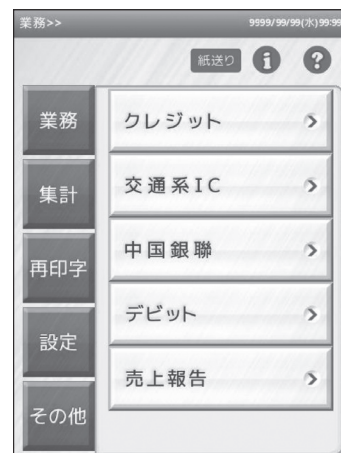 業務>>
9999/99/99(水)99:99
紙送り
i
?
業務
集計
再印字
設定
その他
クレジット
交通系IC
中国銀聯
デビット
売上報告